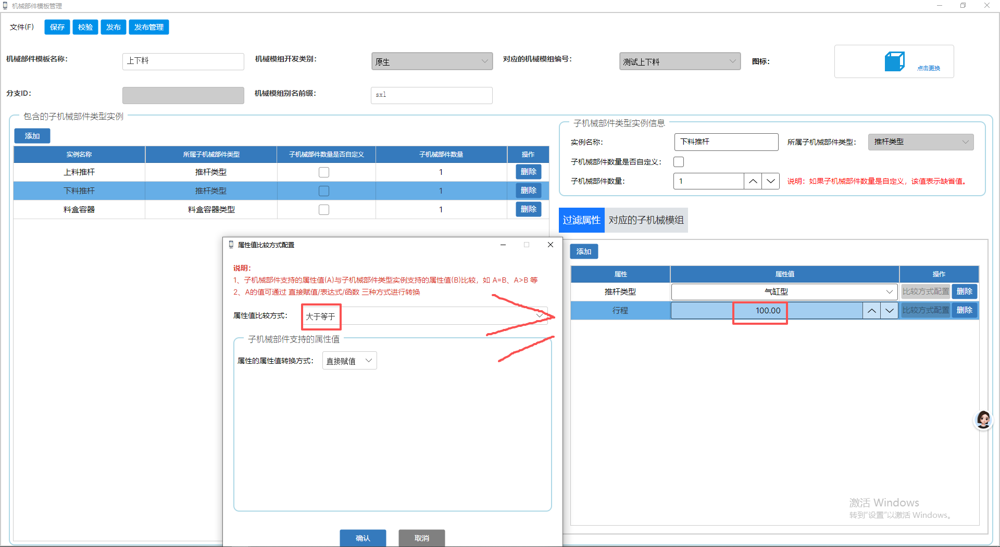 机械部件模板管理
文件(F) 保存 校验 发布 发布管理
机械部件模板名称： 上下料 机械模组开发类别： 原生 对应的机械模组编号： 测试上下料 图标： 点击更换
分支ID： 机械模组别名前缀： sxl
包含的子机械部件类型实例
添加
实例名称 所属子机械部件类型 子机械部件数量是否自定义 子机械部件数量 操作
上料推杆 推杆类型 1 删除
下料推杆 推杆类型 1 删除
料盒容器 料盒容器类型 1 删除
子机械部件类型实例信息
实例名称： 下料推杆 所属子机械部件类型： 推杆类型
子机械部件数量是否自定义：
子机械部件数量： 1 说明：如果子机械部件数量是自定义，该值表示缺省值。
过滤属性 对应的子机械模组
添加
属性 属性值 操作
推杆类型 气缸型 比较方式配置 删除
行程 100.00 比较方式配置 删除
属性值比较方式配置
说明：
1、子机械部件支持的属性值(A)与子机械部件类型实例支持的属性值(B)比较，如 A=B、A>B 等
2、A的值可通过 直接赋值/表达式/函数 三种方式进行转换
属性值比较方式： 大于等于
子机械部件支持的属性值
属性的属性值转换方式： 直接赋值
确认 取消
激活 Windows
转到"设置"以激活 Windows。